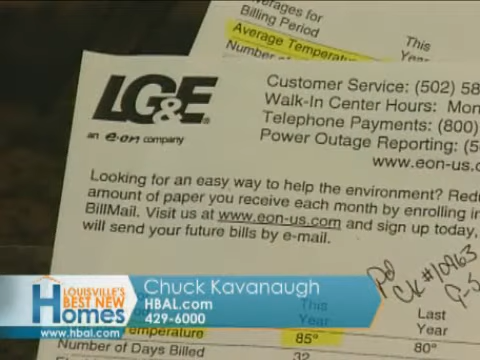 Averages for
Billing Period
This
Average Temperature
Year
Number of
LG&E
an e·on company
Customer Service: (502) 58
Walk-In Center Hours: Mon
Telephone Payments: (800)
Power Outage Reporting: (5
www.eon-us.c
Looking for an easy way to help the environment? Redu
amount of paper you receive each month by enrolling in
BillMail. Visit us at www.eon-us.com and sign up today,
will send your future bills by e-mail.
Pd
CK #10963
LOUISVILLE'S
BEST NEW
Homes
www.hbal.com
Chuck Kavanaugh
HBAL.com
429-6000
This
Year
Last
Year
emperature
85°
80°
Number of Days Billed
32